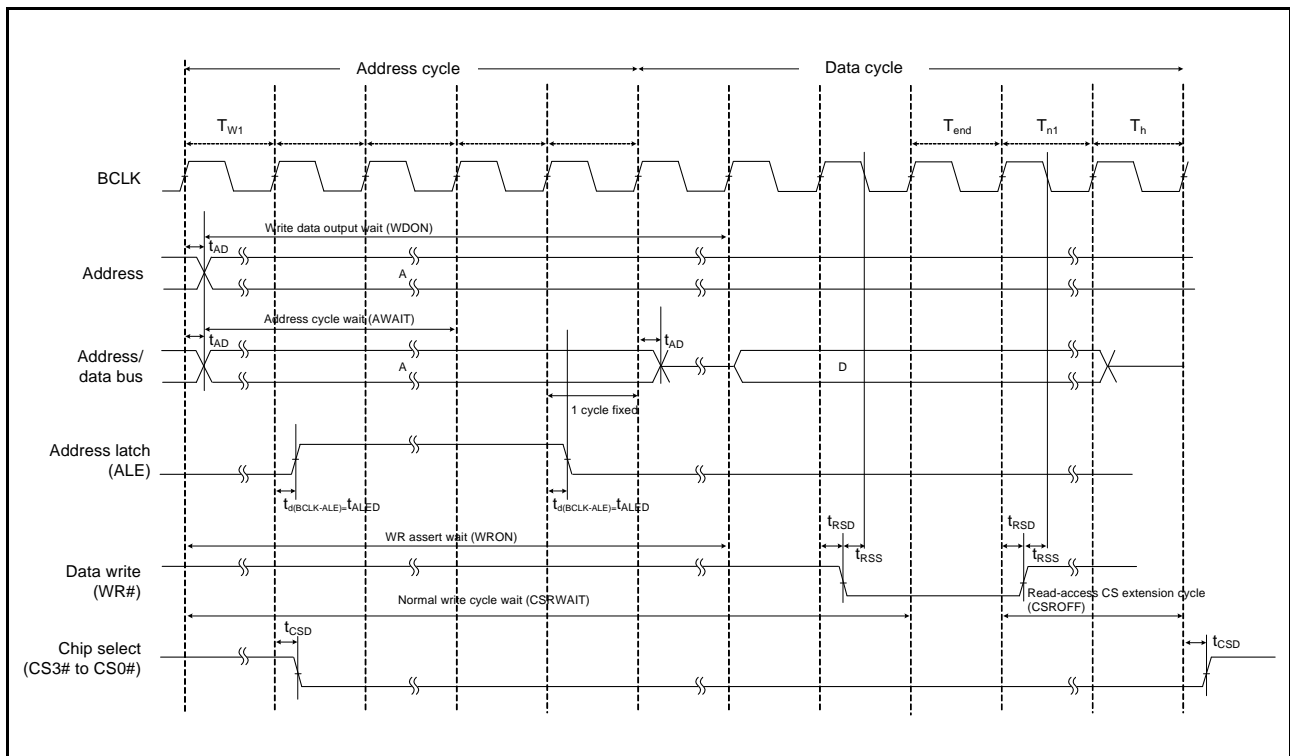 Address cycle
Data cycle
TW1
Tend
Tn1
Th
BCLK
Write data output wait (WDON)
tAD
Address
A
Address cycle wait (AWAIT)
tAD
tAD
Address/
data bus
A
D
1 cycle fixed
Address latch
(ALE)
td(BCLK-ALE)=tALED
td(BCLK-ALE)=tALED
tRSD
tRSD
WR assert wait (WRON)
tRSS
tRSS
Data write
(WR#)
Normal write cycle wait (CSRWAIT)
Read-access CS extension cycle
(CSROFF)
tCSD
tCSD
Chip select
(CS3# to CS0#)